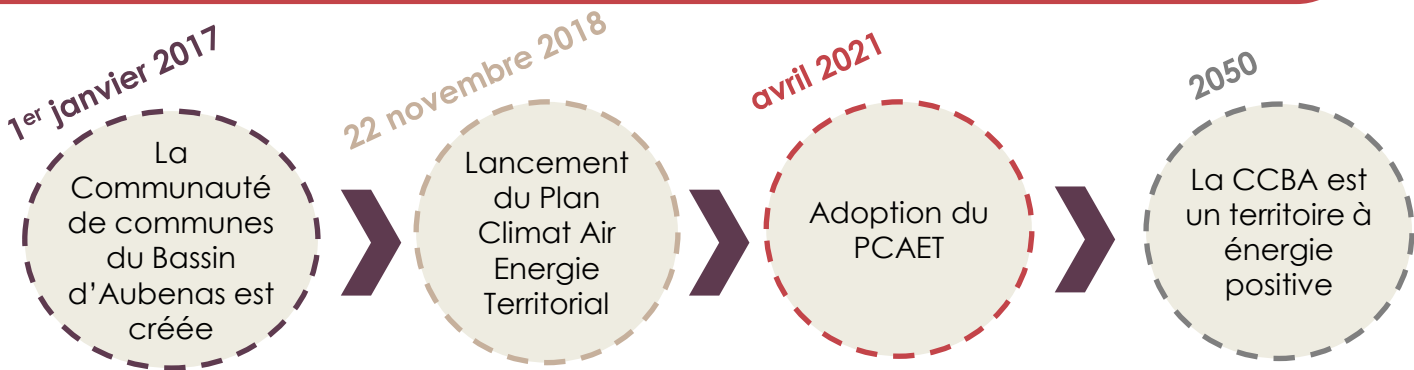 1er janvier 2017
La
Communauté
de communes
du Bassin
d'Aubenas est
créée
22 novembre 2018
Lancement
du Plan
Climat Air
Energie
Territorial
avril 2021
Adoption du
PCAET
2050
La CCBA est
un territoire à
énergie
positive